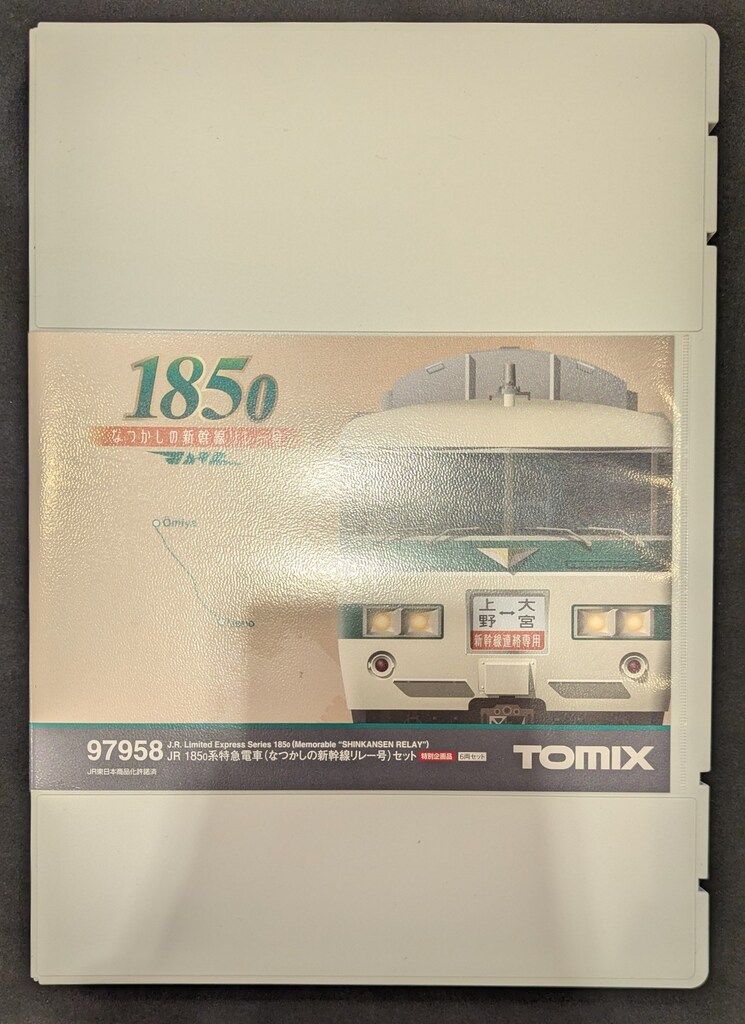 1850
なつかしの新幹線リレー号
Omiya
Ueno
上野↔大宮
新幹線連絡専用
97958
J.R. Limited Express Series 1850 (Memorable "SHINKANSEN RELAY")
JR 1850系特急電車(なつかしの新幹線リレー号)セット 特別企画品 6両セット
JR東日本商品化許諾済
TOMIX